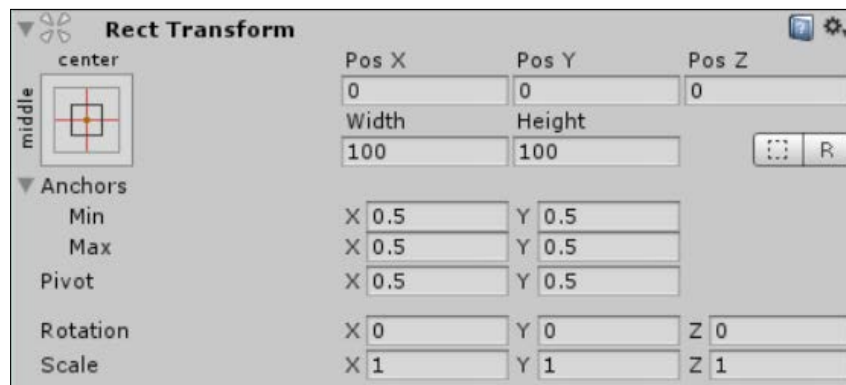 Rect Transform
center
middle
Pos X Pos Y Pos Z
0 0 0
Width Height
100 100
R
Anchors
Min X 0.5 Y 0.5
Max X 0.5 Y 0.5
Pivot X 0.5 Y 0.5
Rotation X 0 Y 0 Z 0
Scale X 1 Y 1 Z 1